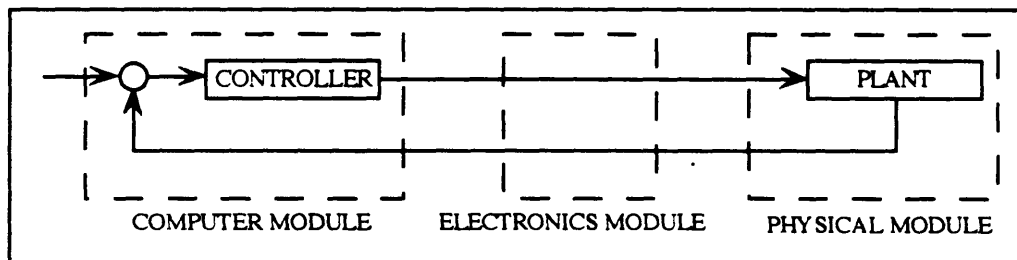 CONTROLLER
PLANT
COMPUTER MODULE
ELECTRONICS MODULE
PHYSICAL MODULE